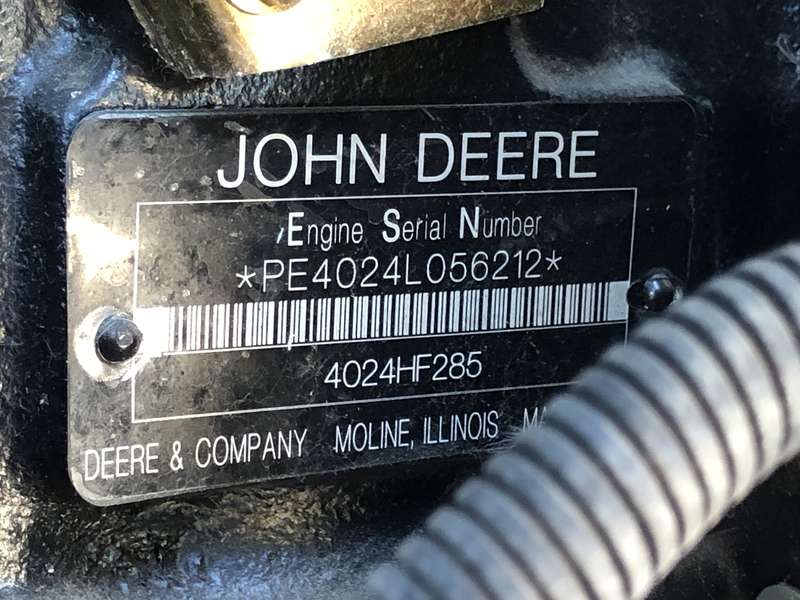 JOHN DEERE
Engine Serial Number
*PE4024L056212*
4024HF285
DEERE & COMPANY MOLINE, ILLINOIS